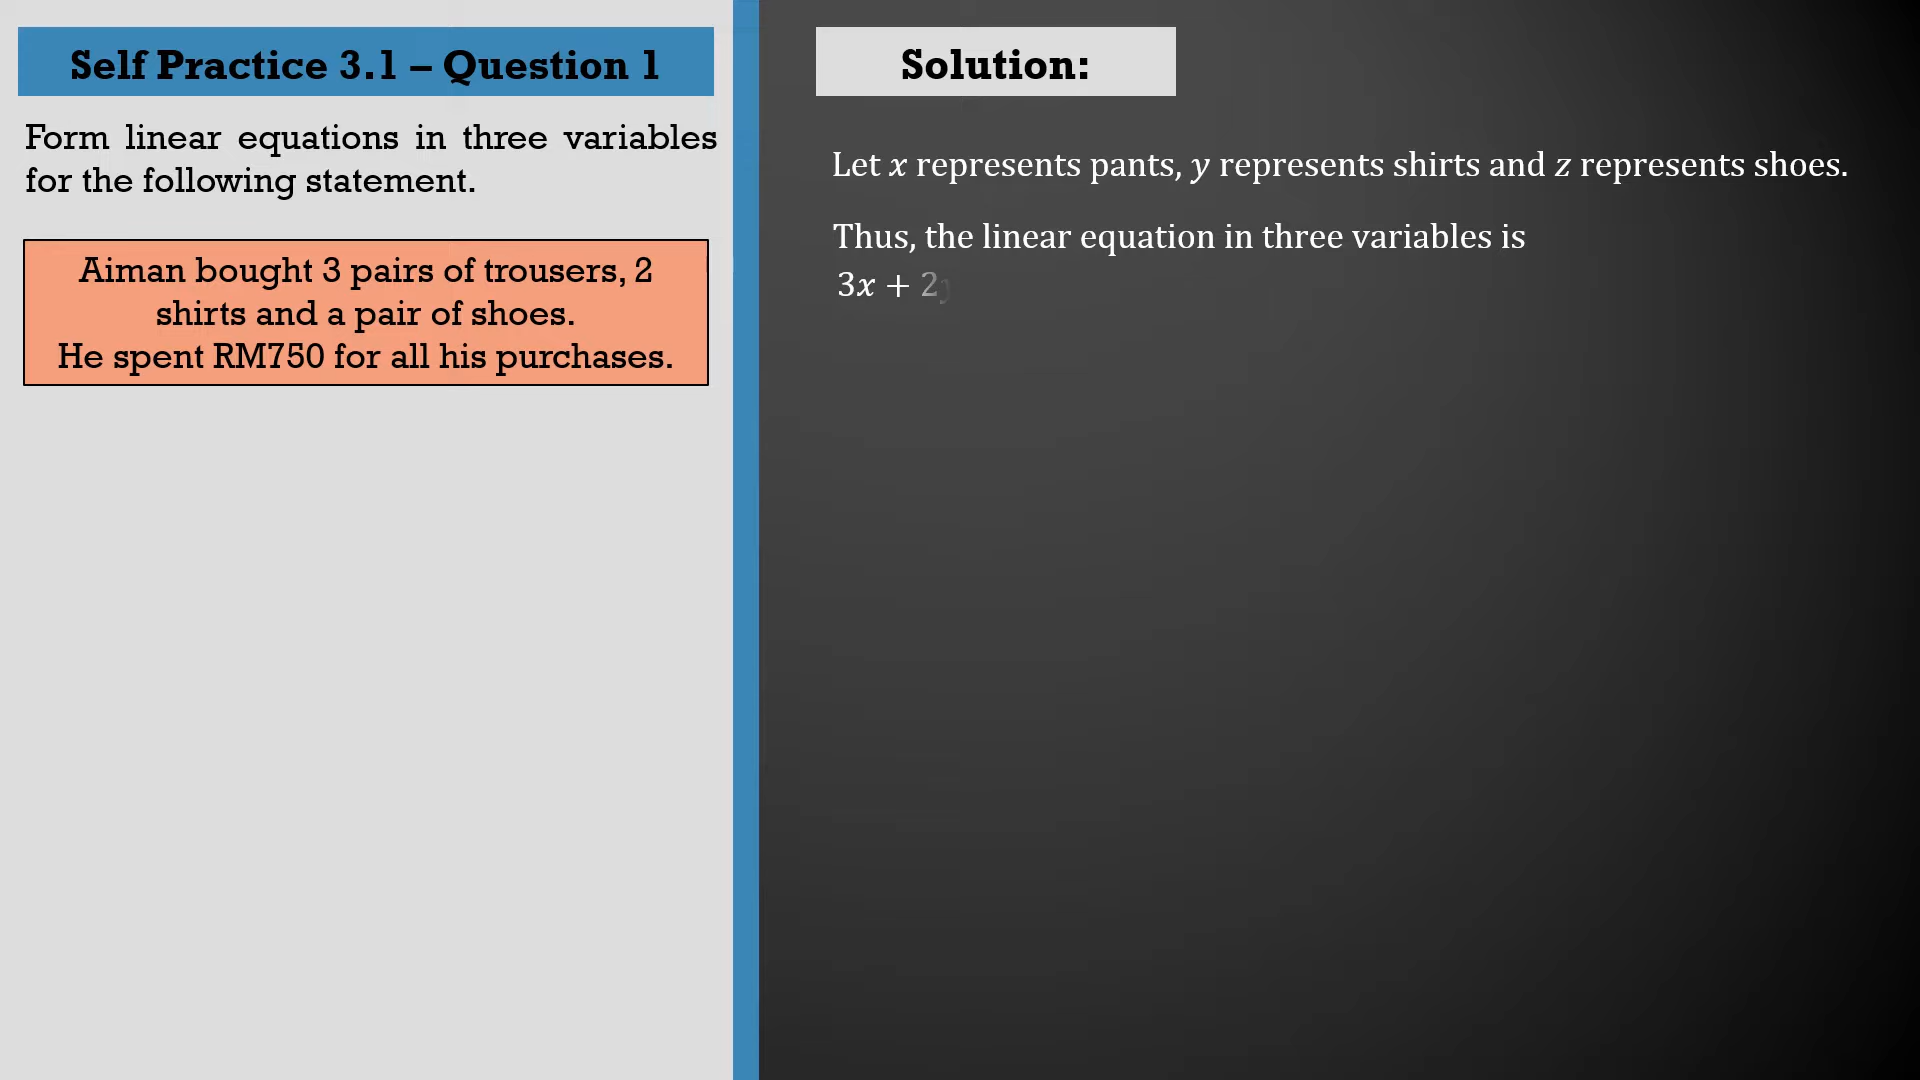 Self Practice 3.1 – Question 1
Form linear equations in three variables
for the following statement.
Aiman bought 3 pairs of trousers, 2
shirts and a pair of shoes.
He spent RM750 for all his purchases.
Solution:
Let x represents pants, y represents shirts and z represents shoes.
Thus, the linear equation in three variables is
3x + 2